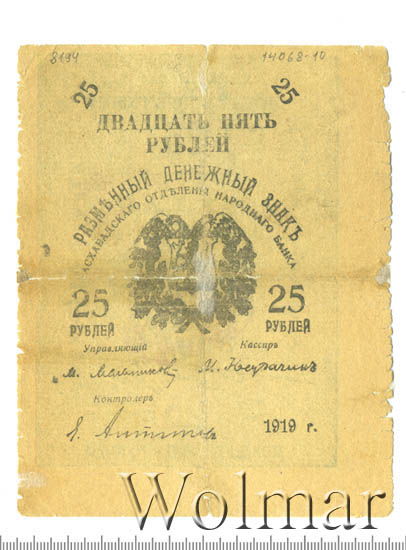 8194 14068-10
25 25
ДВАДЦАТЬ ПЯТЬ
РУБЛЕЙ
РАЗМѢННЫЙ ДЕНЕЖНЫЙ ЗНАКЪ
АСХАБАДСКАГО ОТДѢЛЕНІЯ НАРОДНАГО БАНКА
25 25
РУБЛЕЙ РУБЛЕЙ
Управляющій Кассиръ
М.
Контролеръ
1919 г.
Wolmar